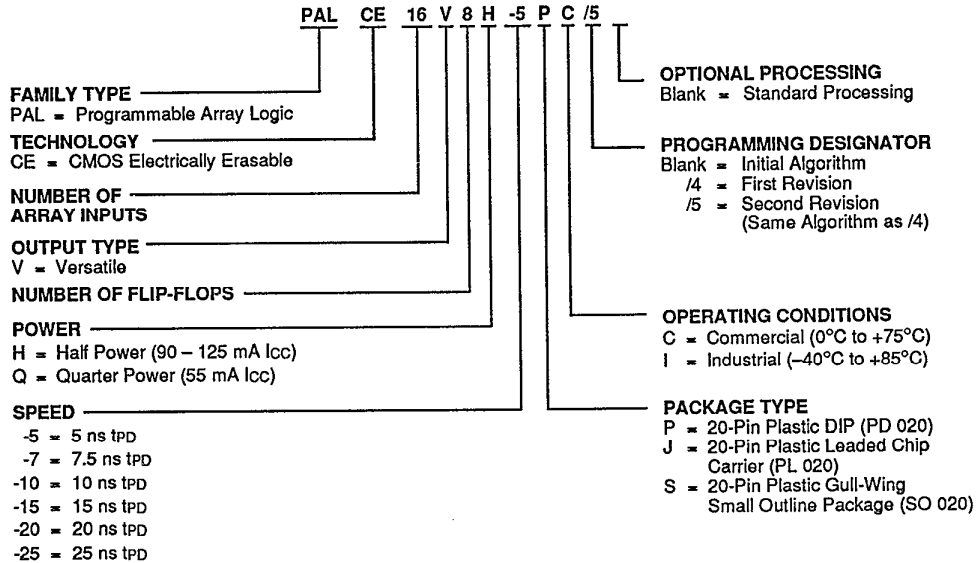 PAL CE 16 V 8 H -5 P C /5
FAMILY TYPE
PAL = Programmable Array Logic
TECHNOLOGY
CE = CMOS Electrically Erasable
NUMBER OF
ARRAY INPUTS
OUTPUT TYPE
V = Versatile
NUMBER OF FLIP-FLOPS
POWER
H = Half Power (90 – 125 mA ICC)
Q = Quarter Power (55 mA ICC)
SPEED
-5 = 5 ns tPD
-7 = 7.5 ns tPD
-10 = 10 ns tPD
-15 = 15 ns tPD
-20 = 20 ns tPD
-25 = 25 ns tPD
OPTIONAL PROCESSING
Blank = Standard Processing
PROGRAMMING DESIGNATOR
Blank = Initial Algorithm
/4 = First Revision
/5 = Second Revision
(Same Algorithm as /4)
OPERATING CONDITIONS
C = Commercial (0°C to +75°C)
I = Industrial (–40°C to +85°C)
PACKAGE TYPE
P = 20-Pin Plastic DIP (PD 020)
J = 20-Pin Plastic Leaded Chip
Carrier (PL 020)
S = 20-Pin Plastic Gull-Wing
Small Outline Package (SO 020)